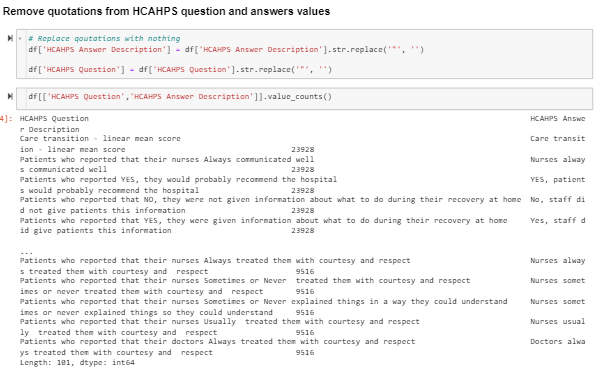 Remove quotations from HCAHPS question and answers values
# Replace qoutations with nothing
df['HCAHPS Answer Description'] = df['HCAHPS Answer Description'].str.replace('"', '')
df['HCAHPS Question'] = df['HCAHPS Question'].str.replace('"', '')
df[['HCAHPS Question','HCAHPS Answer Description']].value_counts()
4]: HCAHPS Question HCAHPS Answe
r Description
Care transition - linear mean score Care transit
ion - linear mean score 23928
Patients who reported that their nurses Always communicated well Nurses alway
s communicated well 23928
Patients who reported YES, they would probably recommend the hospital YES, patient
s would probably recommend the hospital 23928
Patients who reported that NO, they were not given information about what to do during their recovery at home No, staff di
d not give patients this information 23928
Patients who reported that YES, they were given information about what to do during their recovery at home Yes, staff d
id give patients this information 23928
...
Patients who reported that their nurses Always treated them with courtesy and respect Nurses alway
s treated them with courtesy and respect 9516
Patients who reported that their nurses Sometimes or Never treated them with courtesy and respect Nurses somet
imes or never treated them with courtesy and respect 9516
Patients who reported that their nurses Sometimes or Never explained things in a way they could understand Nurses somet
imes or never explained things so they could understand 9516
Patients who reported that their nurses Usually treated them with courtesy and respect Nurses usual
ly treated them with courtesy and respect 9516
Patients who reported that their doctors Always treated them with courtesy and respect Doctors alwa
ys treated them with courtesy and respect 9516
Length: 101, dtype: int64